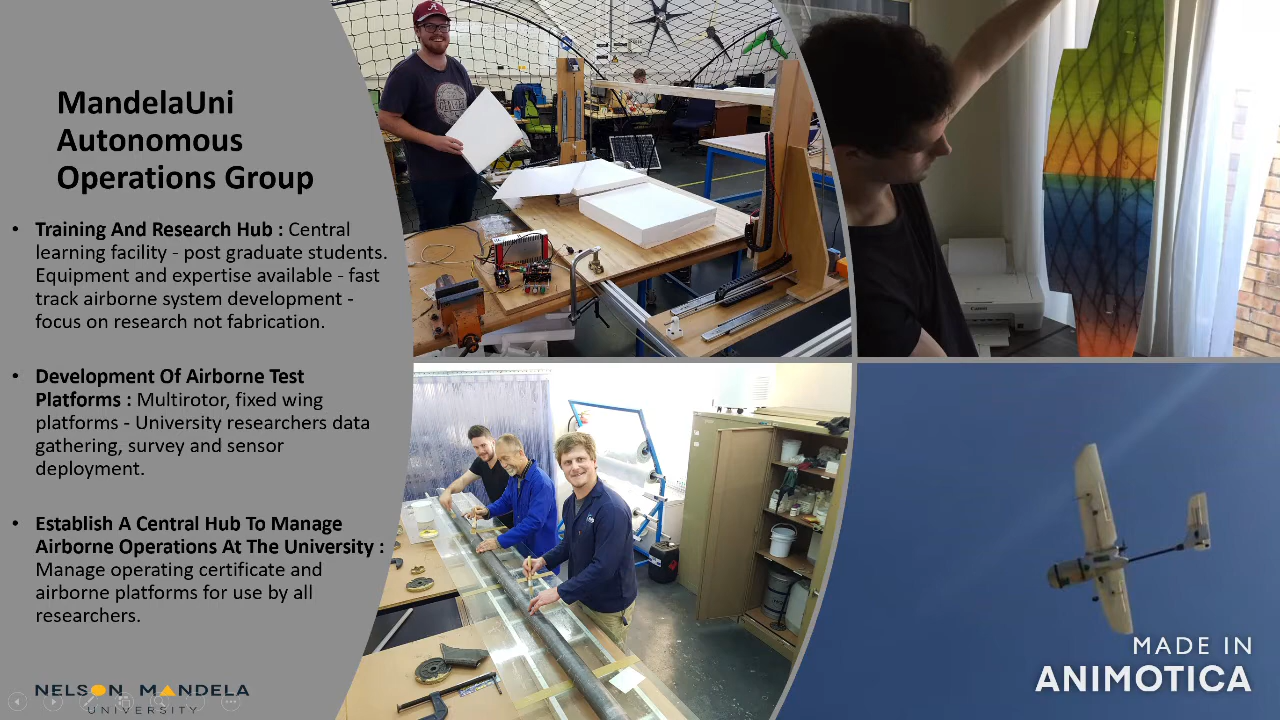 MandelaUni
Autonomous
Operations Group
• Training And Research Hub : Central
learning facility - post graduate students.
Equipment and expertise available - fast
track airborne system development -
focus on research not fabrication.
• Development Of Airborne Test
Platforms : Multirotor, fixed wing
platforms - University researchers data
gathering, survey and sensor
deployment.
• Establish A Central Hub To Manage
Airborne Operations At The University :
Manage operating certificate and
airborne platforms for use by all
researchers.
NELSON MANDELA
UNIVERSITY
Canon
MADE IN
ANIMOTICA